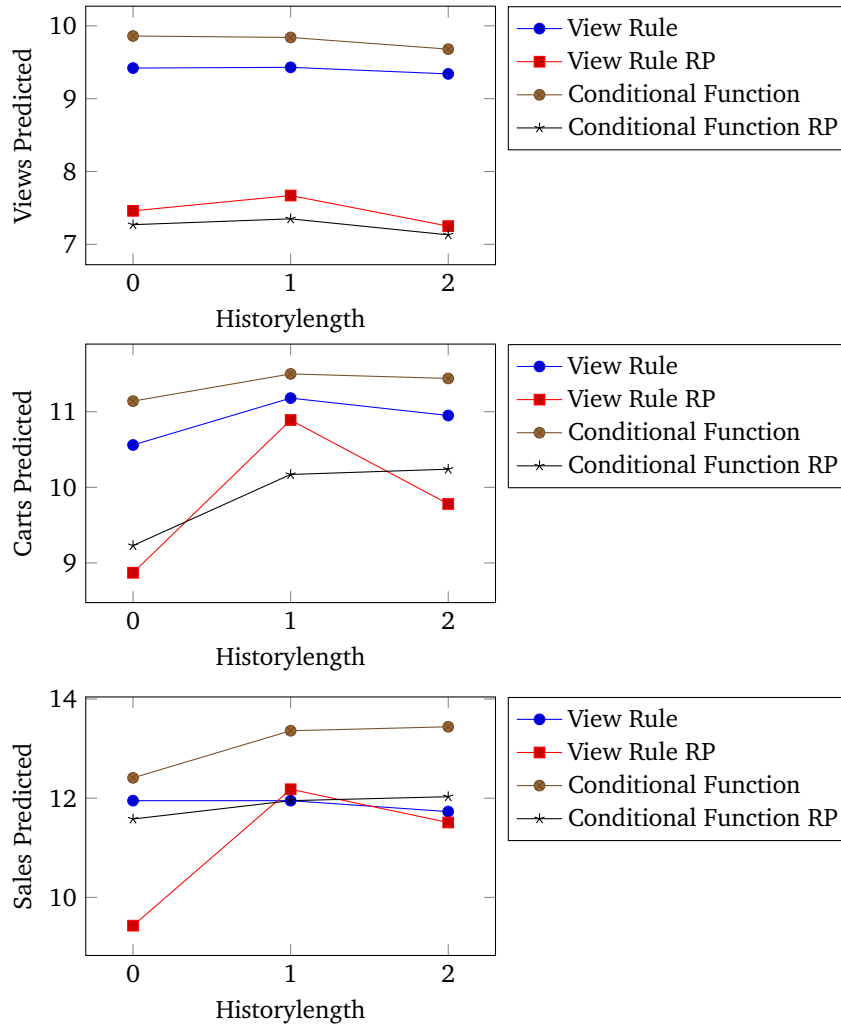 10
9
8
7
Views Predicted
0 1 2
Historylength
View Rule
View Rule RP
Conditional Function
Conditional Function RP
11
10
9
Carts Predicted
0 1 2
Historylength
View Rule
View Rule RP
Conditional Function
Conditional Function RP
14
12
10
Sales Predicted
0 1 2
Historylength
View Rule
View Rule RP
Conditional Function
Conditional Function RP